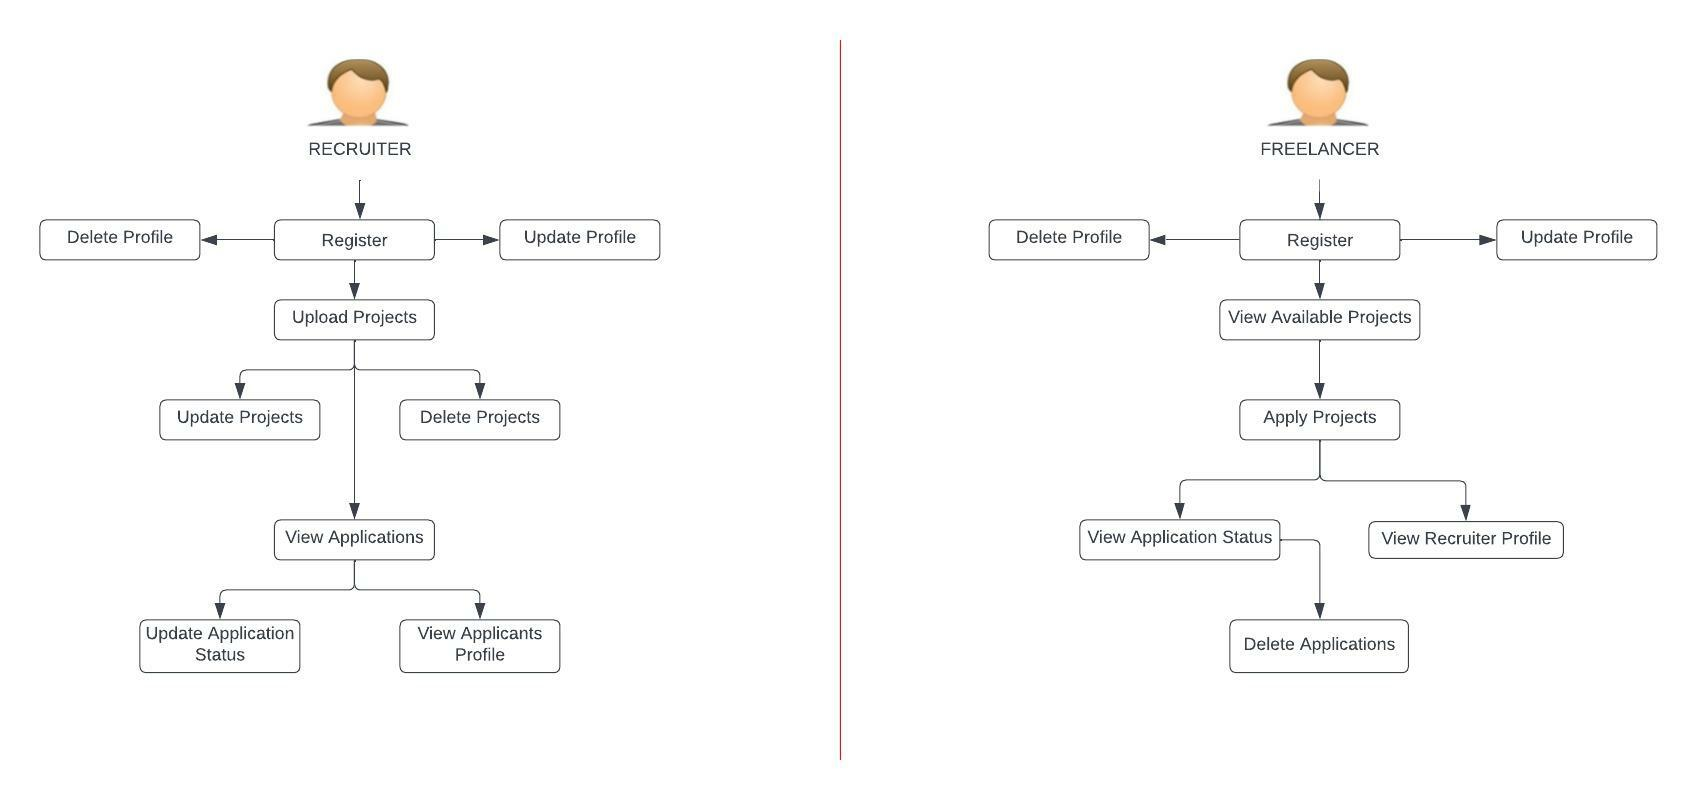 RECRUITER
Delete Profile
Register
Update Profile
Upload Projects
Update Projects
Delete Projects
View Applications
Update Application
Status
View Applicants
Profile
FREELANCER
Delete Profile
Register
Update Profile
View Available Projects
Apply Projects
View Application Status
View Recruiter Profile
Delete Applications